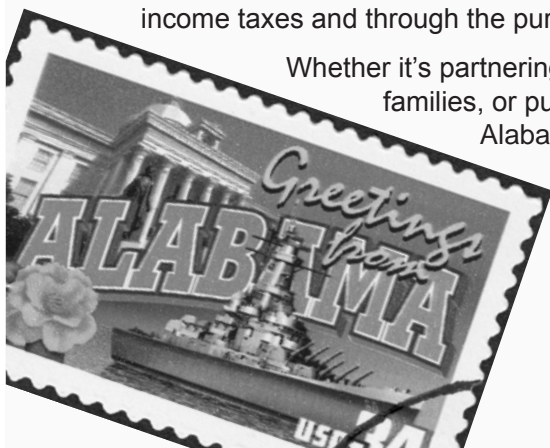 income taxes and through the pur
Whether it's partnering
families, or pu
Alaba
Greetings
from
ALABAMA
USA
34